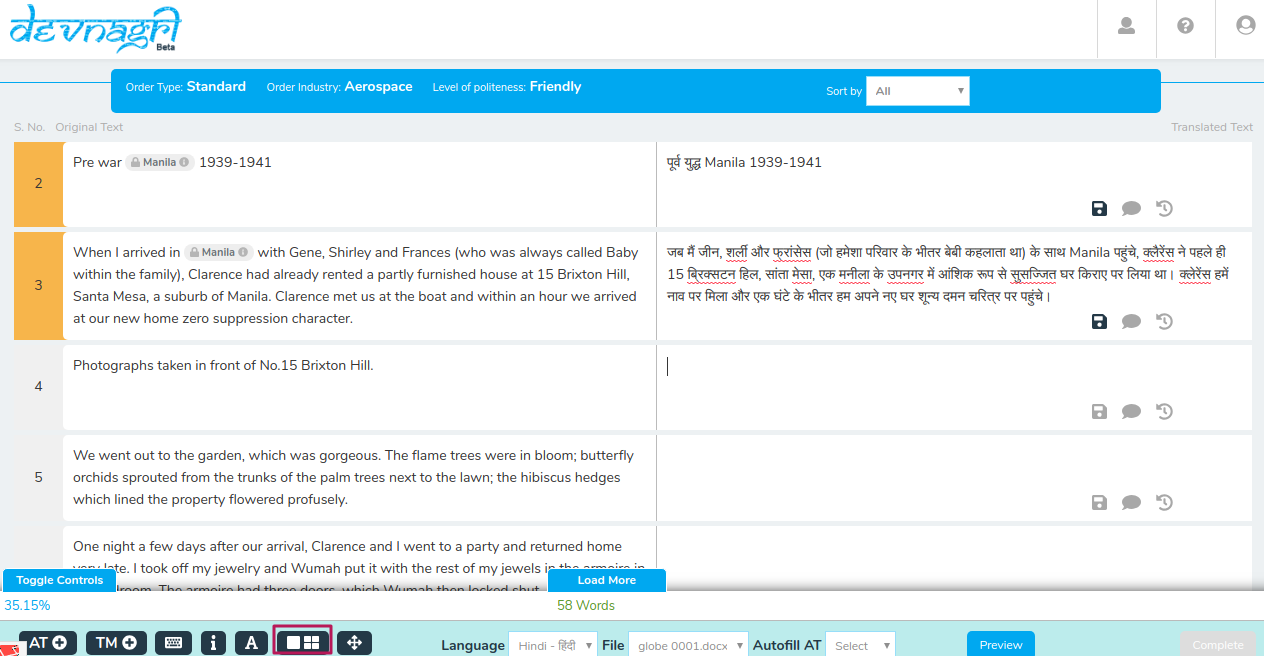 devnagri
Beta
Order Type: Standard Order Industry: Aerospace Level of politeness: Friendly Sort by All
S. No. Original Text Translated Text
2
Pre war Manila 1939-1941
पूर्व युद्ध Manila 1939-1941
3
When I arrived in Manila with Gene, Shirley and Frances (who was always called Baby
within the family), Clarence had already rented a partly furnished house at 15 Brixton Hill,
Santa Mesa, a suburb of Manila. Clarence met us at the boat and within an hour we arrived
at our new home zero suppression character.
जब मैं जीन, शर्ली और फ्रांसेस (जो हमेशा परिवार के भीतर बेबी कहलाता था) के साथ Manila पहुंचे, क्लैरेंस ने पहले ही
15 ब्रिक्सटन हिल, सांता मेसा, एक मनीला के उपनगर में आंशिक रूप से सुसज्जित घर किराए पर लिया था। क्लेरेंस हमें
नाव पर मिला और एक घंटे के भीतर हम अपने नए घर शून्य दमन चरित्र पर पहुंचे।
4
Photographs taken in front of No.15 Brixton Hill.
5
We went out to the garden, which was gorgeous. The flame trees were in bloom; butterfly
orchids sprouted from the trunks of the palm trees next to the lawn; the hibiscus hedges
which lined the property flowered profusely.
One night a few days after our arrival, Clarence and I went to a party and returned home
very late. I took off my jewelry and Wumah put it with the rest of my jewels in the armoire in
The armoire had three doors, which Wumah then locked shut
Toggle Controls Load More
35.15% 58 Words
AT TM i A Language Hindi - हिंदी File globe 0001.docx Autofill AT Select Preview Complete